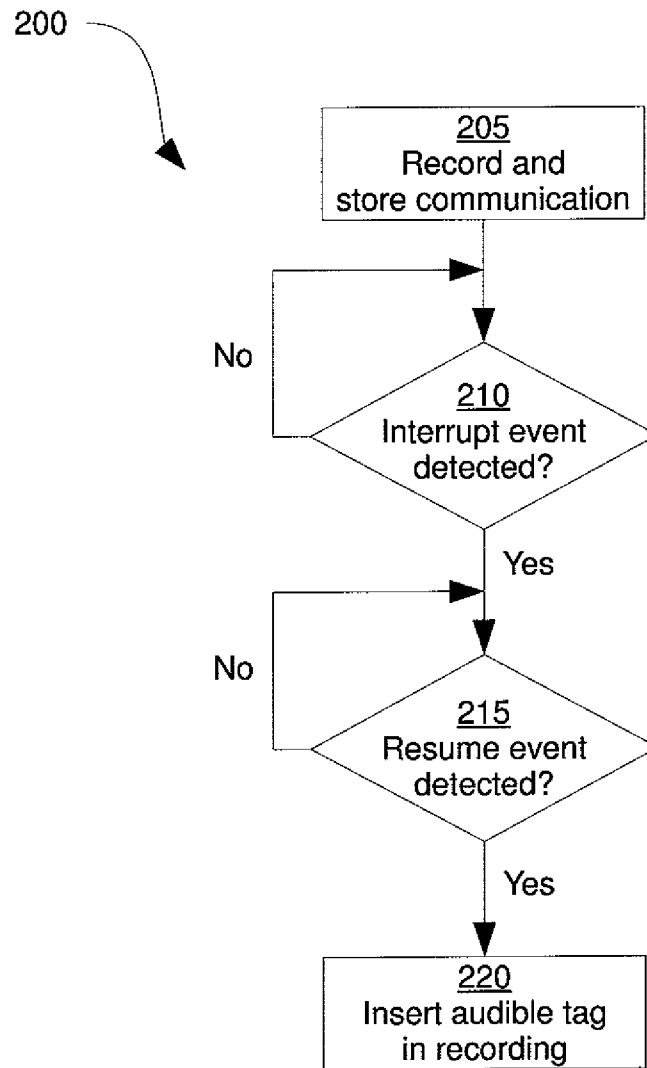 200
205
Record and
store communication
No
210
Interrupt event
detected?
Yes
No
215
Resume event
detected?
Yes
220
Insert audible tag
in recording